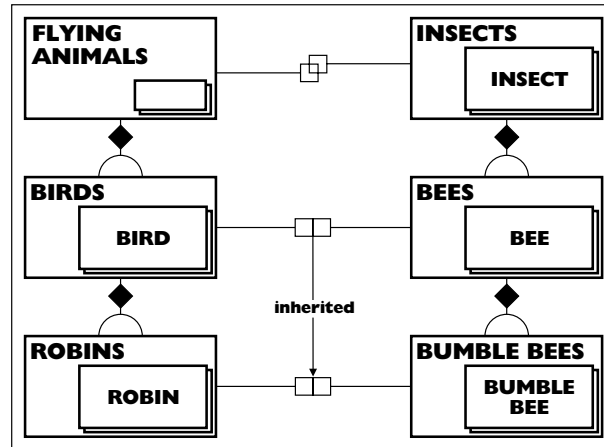 FLYING
ANIMALS
INSECTS
INSECT
BIRDS
BIRD
BEES
BEE
inherited
ROBINS
ROBIN
BUMBLE BEES
BUMBLE
BEE